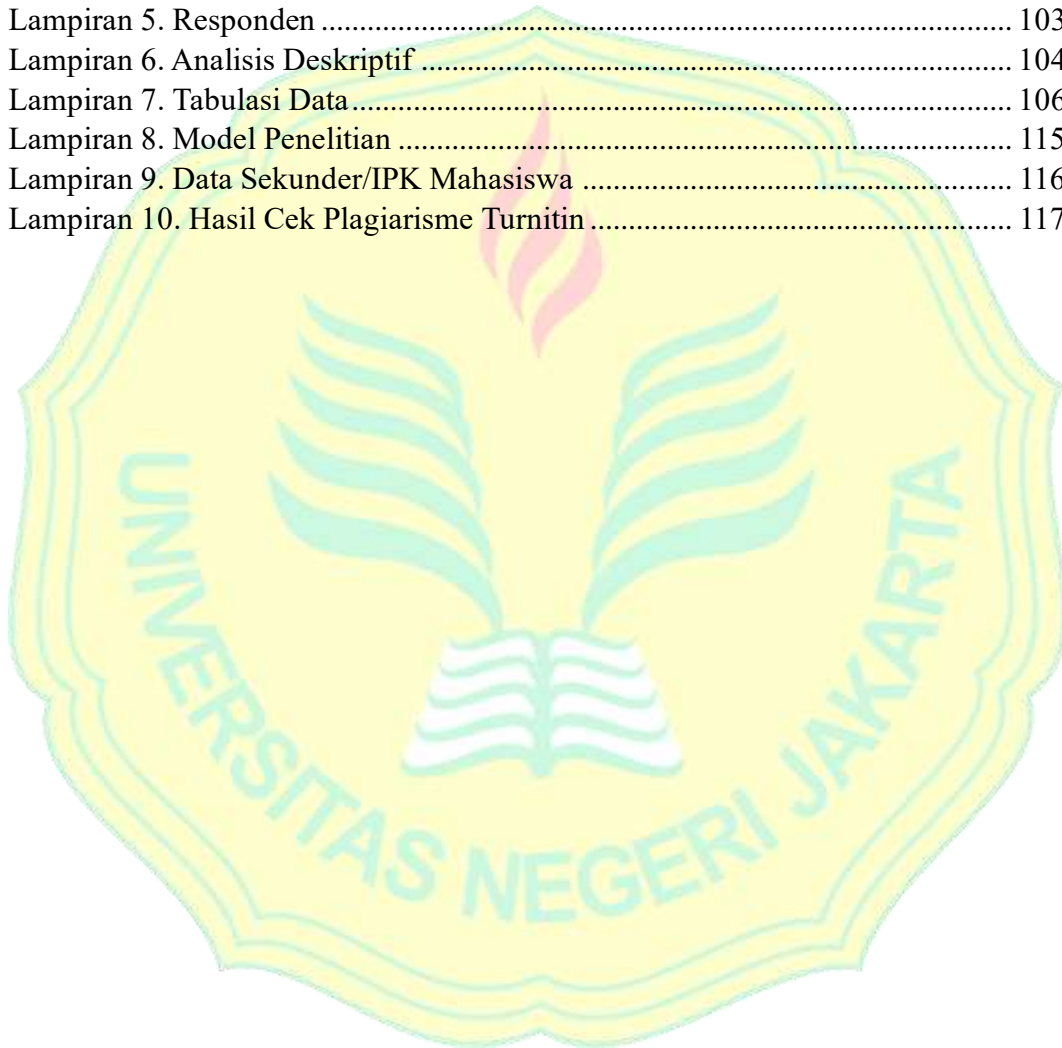 Lampiran 5. Responden ........................................................................................ 103
Lampiran 6. Analisis Deskriptif ........................................................................... 104
Lampiran 7. Tabulasi Data.................................................................................... 106
Lampiran 8. Model Penelitian .............................................................................. 115
Lampiran 9. Data Sekunder/IPK Mahasiswa ....................................................... 116
Lampiran 10. Hasil Cek Plagiarisme Turnitin...................................................... 117
UNIVERSITAS NEGERI JAKARTA